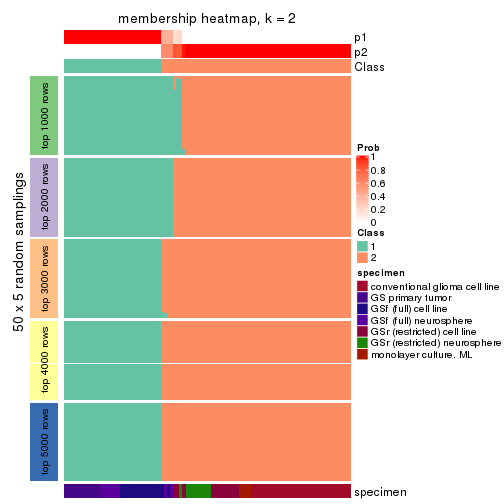 membership heatmap, k = 2
p1
p2
Class
50 x 5 random samplings
top 1000 rows
top 2000 rows
top 3000 rows
top 4000 rows
top 5000 rows
Prob
1
0.8
0.6
0.4
0.2
0
Class
1
2
specimen
conventional glioma cell line
GS primary tumor
GSf (full) cell line
GSf (full) neurosphere
GSr (restricted) cell line
GSr (restricted) neurosphere
monolayer culture, ML
specimen